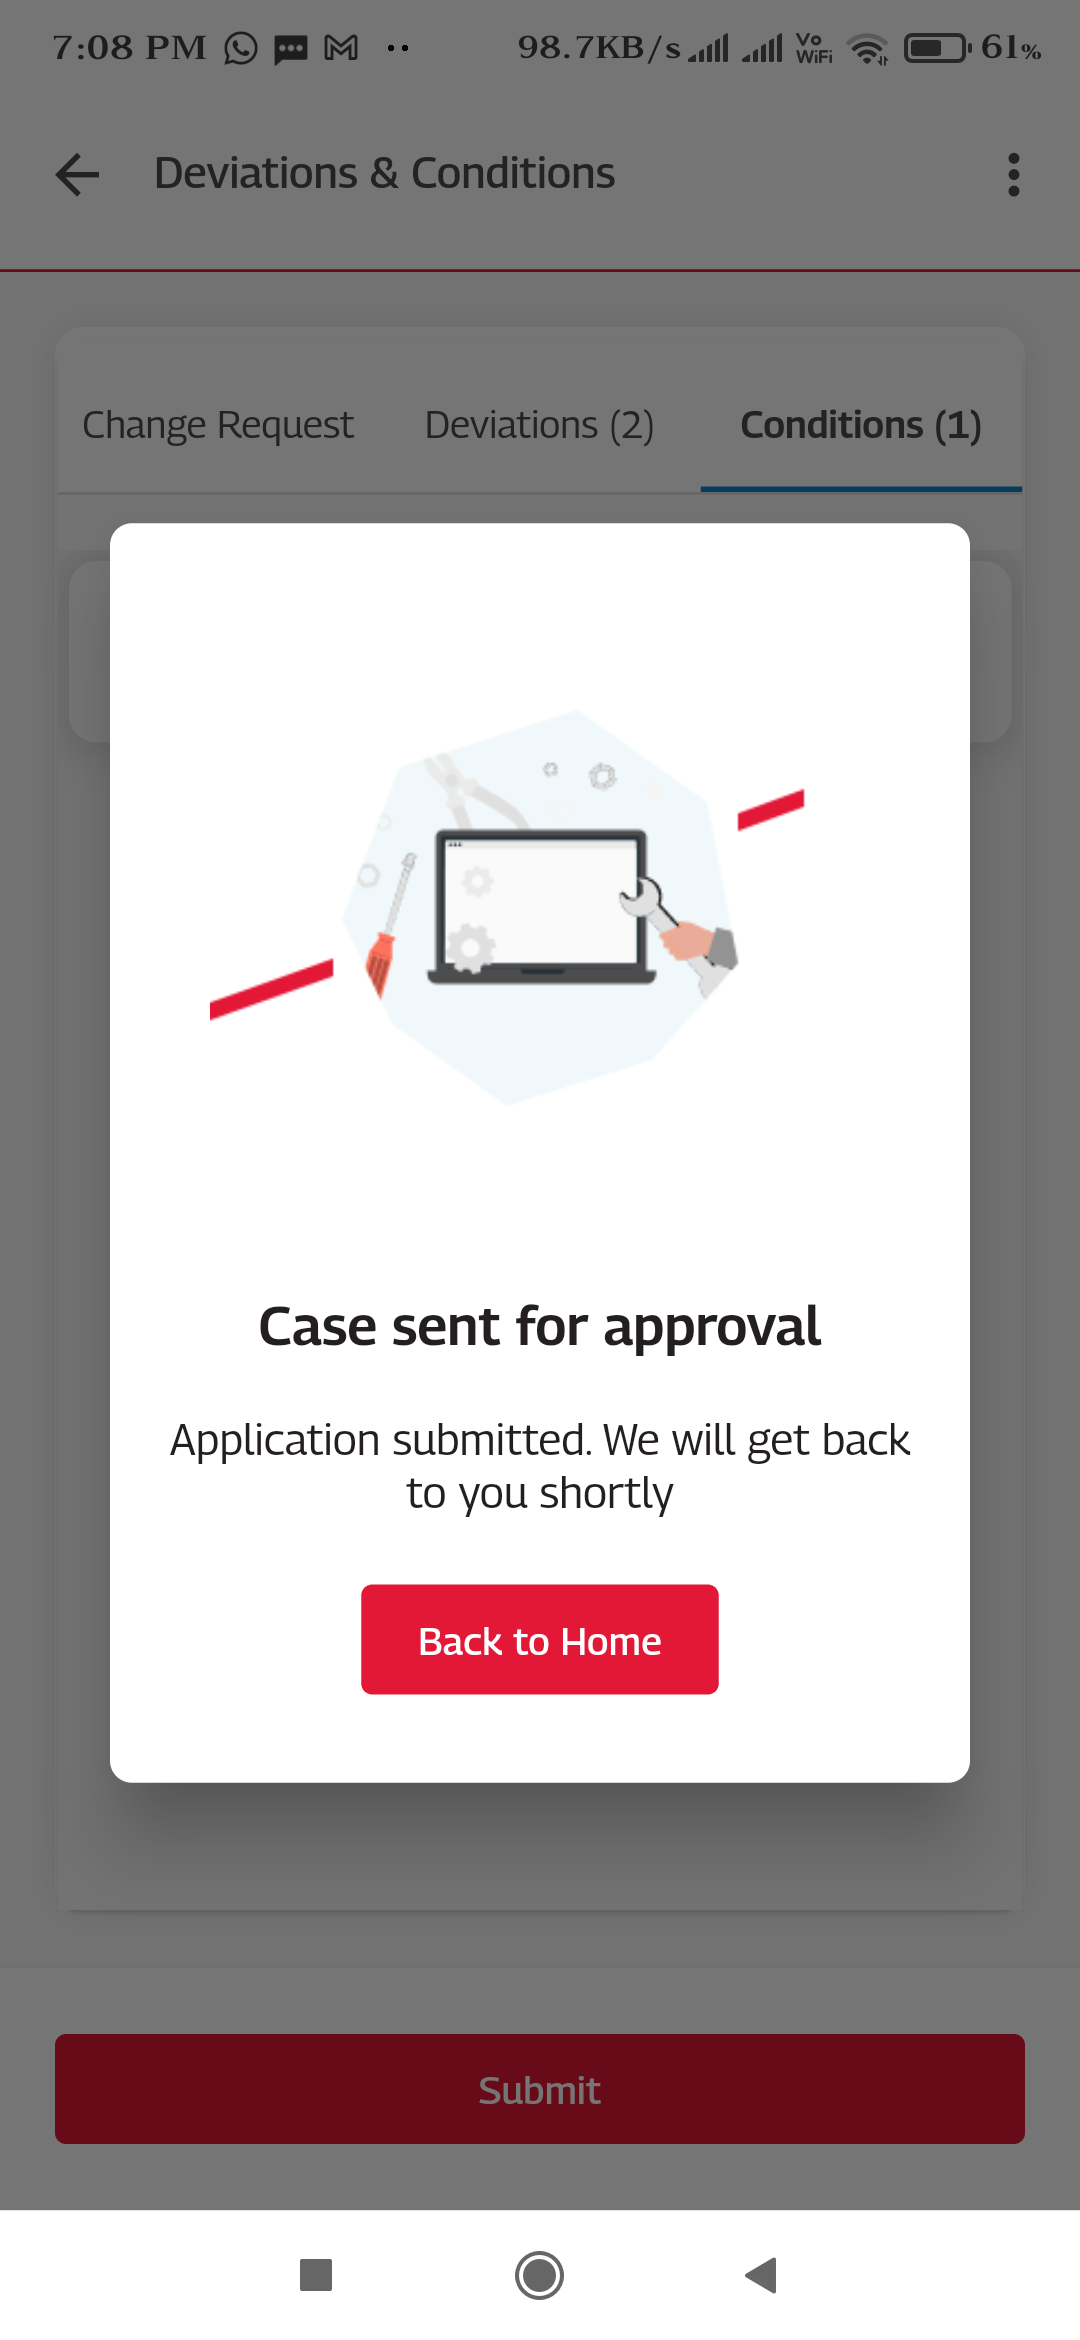 7:08 PM 98.7KB/s Vo WiFi 61%
Deviations & Conditions
Change Request Deviations (2) Conditions (1)
Case sent for approval
Application submitted. We will get back
to you shortly
Back to Home
Submit